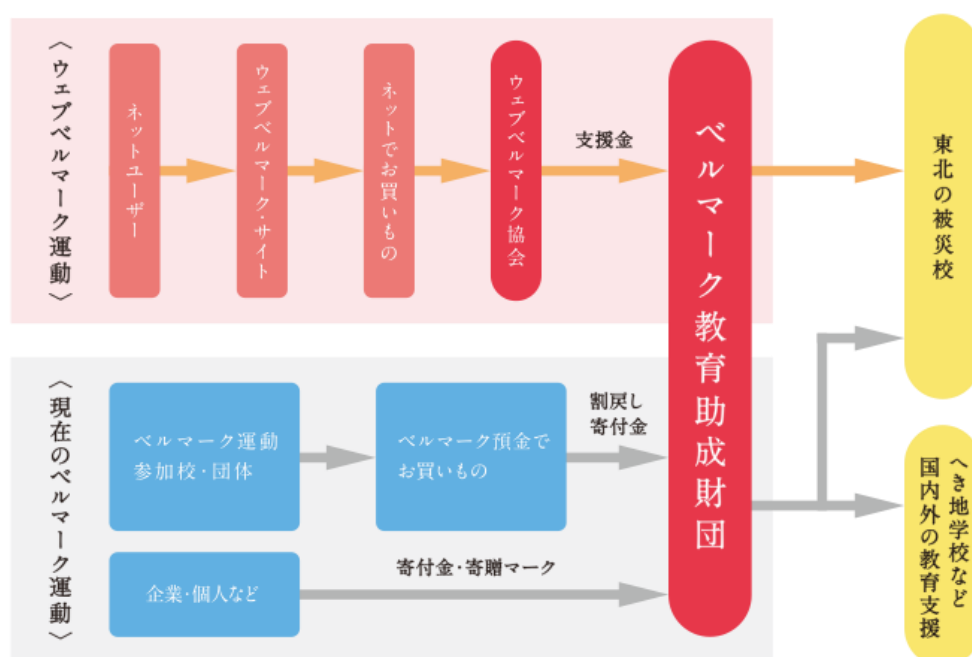 〈ウェブベルマーク運動〉
ネットユーザー
ウェブベルマーク・サイト
ネットでお買いもの
ウェブベルマーク協会
支援金
ベルマーク教育助成財団
東北の被災校
〈現在のベルマーク運動〉
ベルマーク運動
参加校・団体
ベルマーク預金で
お買いもの
割戻し
寄付金
企業・個人など
寄付金・寄贈マーク
へき地学校など
国内外の教育支援